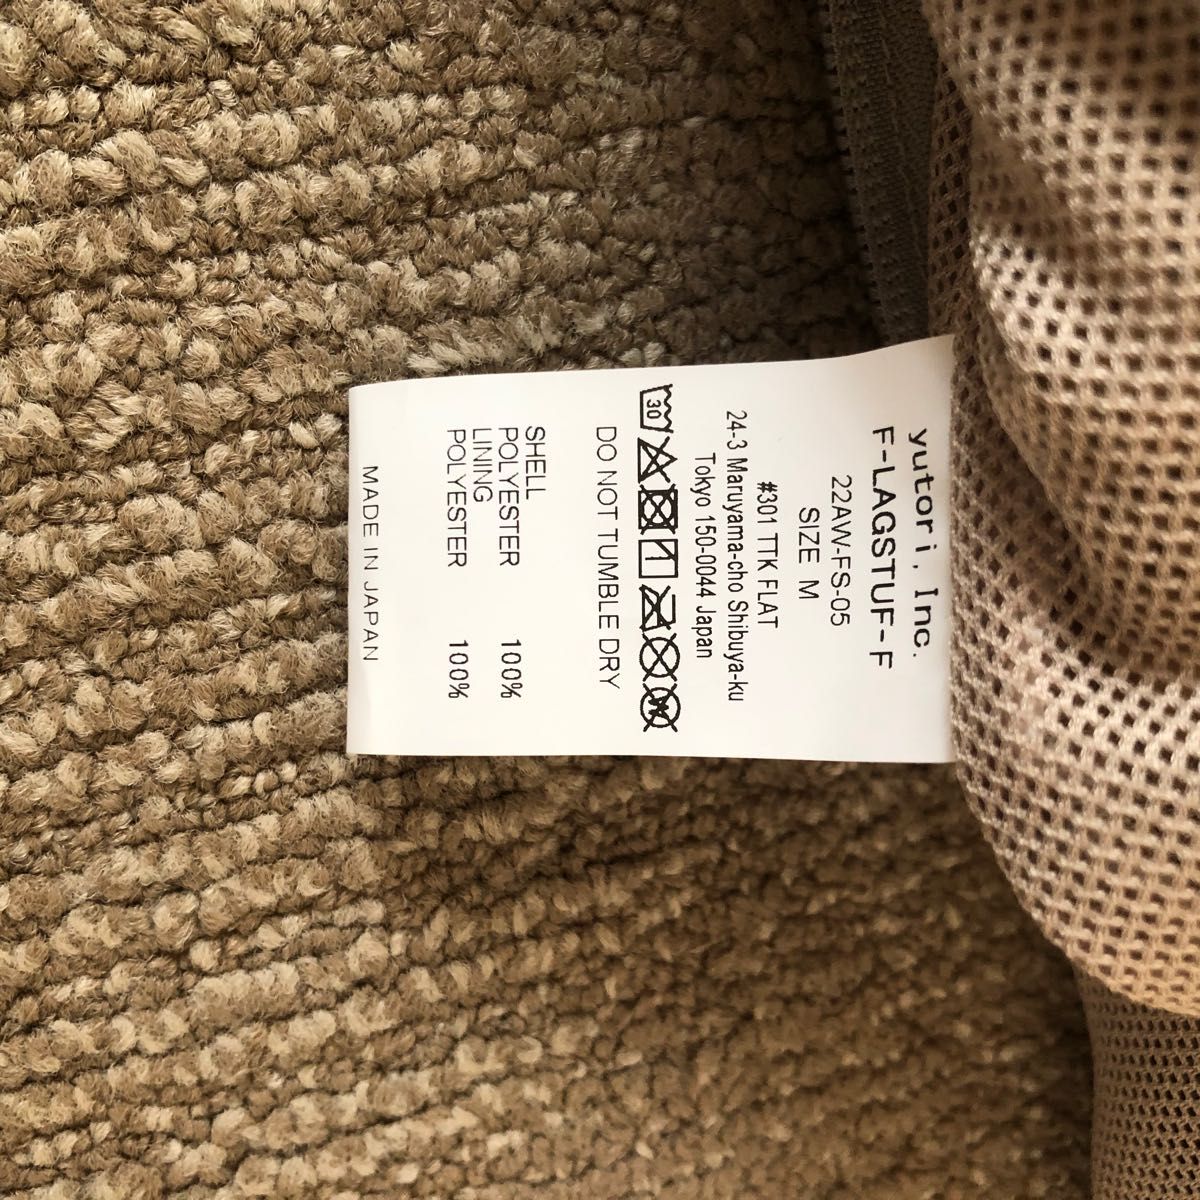 yutori, Inc.
F-LAGSTUF-F
22AW-FS-05
SIZE M
#301 TTK FLAT
24-3 Maruyama-cho Shibuya-ku
Tokyo 150-0044 Japan
30
DO NOT TUMBLE DRY
SHELL
POLYESTER 100%
LINING
POLYESTER 100%
MADE IN JAPAN